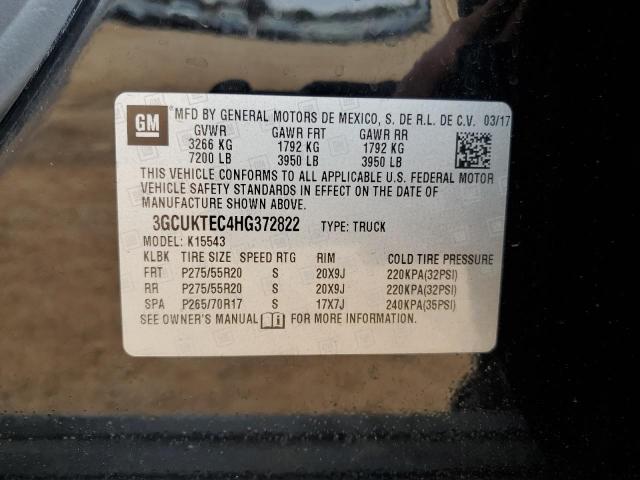 GM
®MFD BY GENERAL MOTORS DE MEXICO, S. DE R.L. DE C.V. 03/17
GVWR GAWR FRT GAWR RR
3266 KG 1792 KG 1792 KG
7200 LB 3950 LB 3950 LB
THIS VEHICLE CONFORMS TO ALL APPLICABLE U.S. FEDERAL MOTOR
VEHICLE SAFETY STANDARDS IN EFFECT ON THE DATE OF
MANUFACTURE SHOWN ABOVE.
3GCUKTEC4HG372822 TYPE: TRUCK
MODEL: K15543
KLBK TIRE SIZE SPEED RTG RIM COLD TIRE PRESSURE
FRT P275/55R20 S 20X9J 220KPA(32PSI)
RR P275/55R20 S 20X9J 220KPA(32PSI)
SPA P265/70R17 S 17X7J 240KPA(35PSI)
SEE OWNER'S MANUAL FOR MORE INFORMATION.